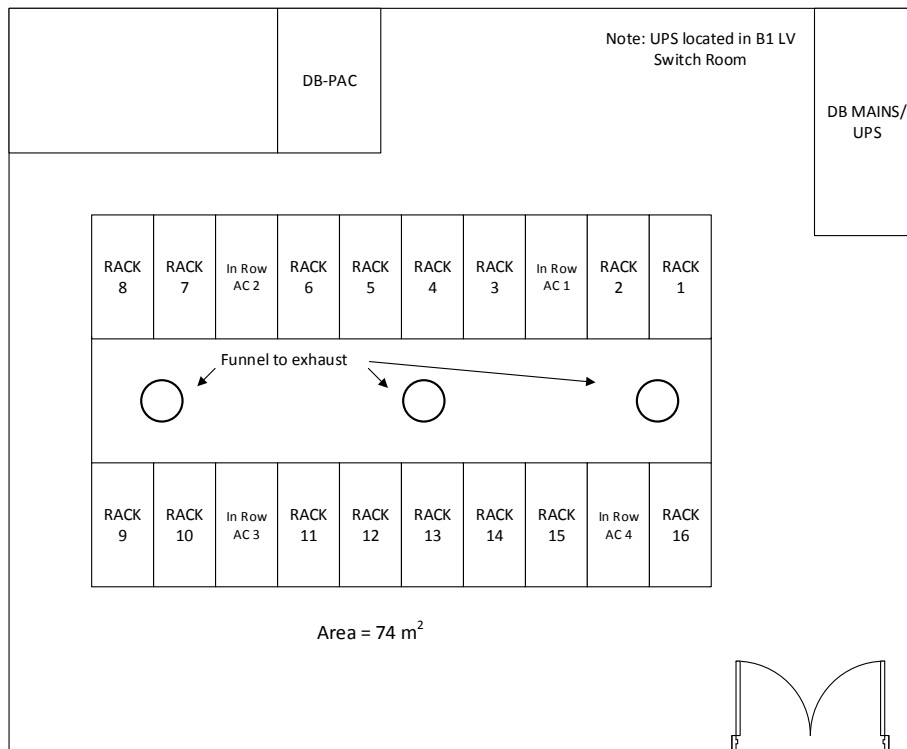 Note: UPS located in B1 LV
Switch Room
DB-PAC
DB MAINS/
UPS
RACK
8
RACK
7
In Row
AC 2
RACK
6
RACK
5
RACK
4
RACK
3
In Row
AC 1
RACK
2
RACK
1
Funnel to exhaust
RACK
9
RACK
10
In Row
AC 3
RACK
11
RACK
12
RACK
13
RACK
14
RACK
15
In Row
AC 4
RACK
16
Area = 74 m²